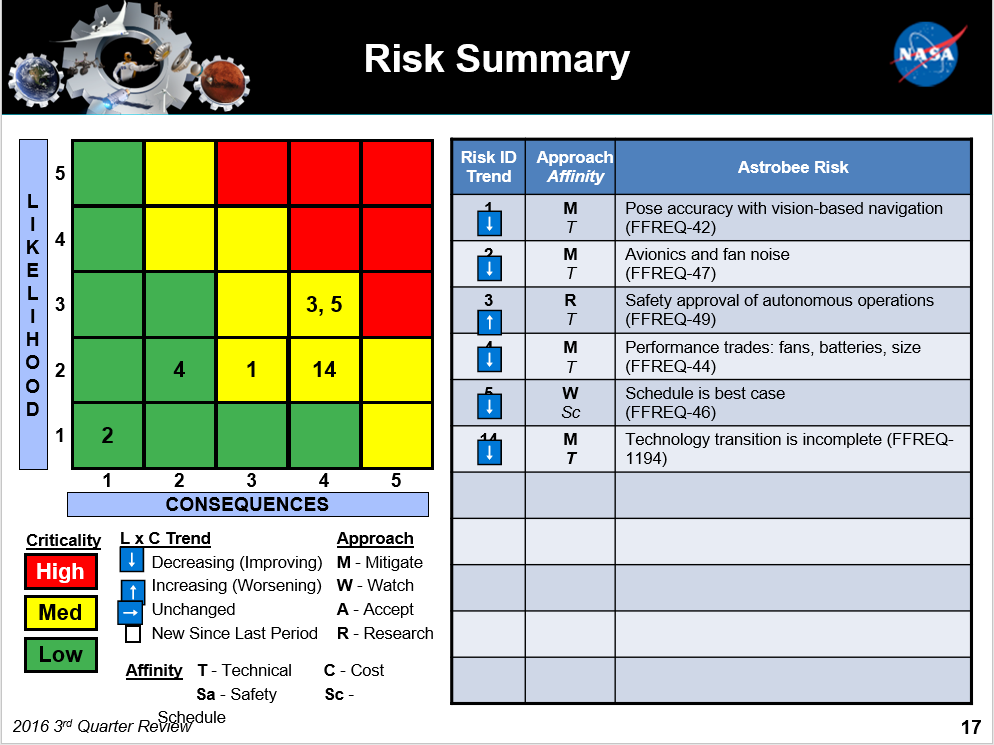 Risk Summary
NASA
LIKELIHOOD
5
4
3
3, 5
2
4
1
14
1
2
1 2 3 4 5
CONSEQUENCES
Risk ID Trend
Approach Affinity
Astrobee Risk
1 ↓
M
T
Pose accuracy with vision-based navigation
(FFREQ-42)
2 ↓
M
T
Avionics and fan noise
(FFREQ-47)
3 ↑
R
T
Safety approval of autonomous operations
(FFREQ-49)
4 ↓
M
T
Performance trades: fans, batteries, size
(FFREQ-44)
5 ↓
W
Sc
Schedule is best case
(FFREQ-46)
14 ↓
M
T
Technology transition is incomplete (FFREQ-
1194)
Criticality
High
Med
Low
L x C Trend
↓ Decreasing (Improving)
↑ Increasing (Worsening)
→ Unchanged
New Since Last Period
Approach
M - Mitigate
W - Watch
A - Accept
R - Research
Affinity T - Technical C - Cost
Sa - Safety Sc -
Schedule
2016 3rd Quarter Review
17